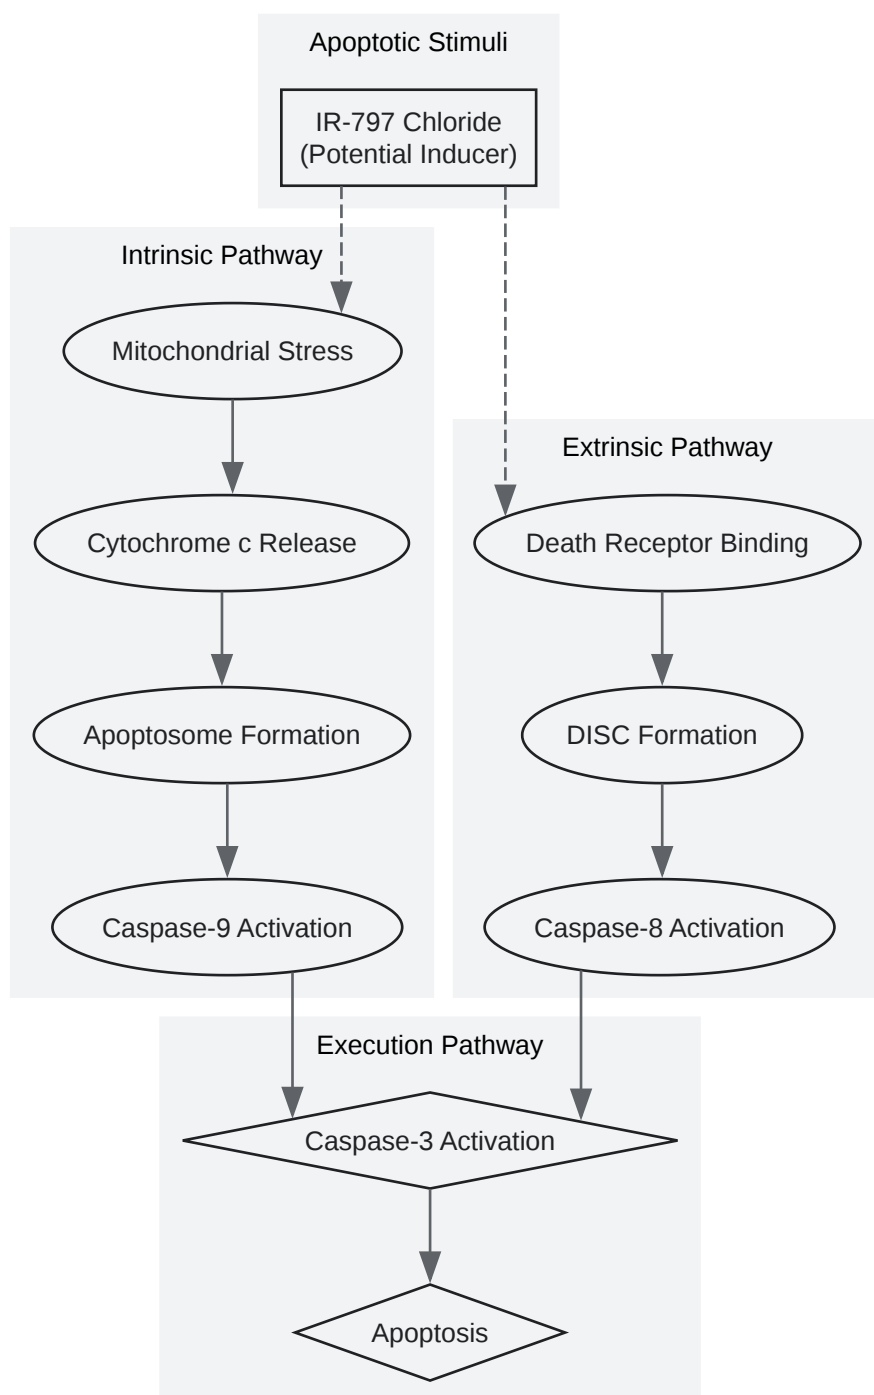 Apoptotic Stimuli
IR-797 Chloride
(Potential Inducer)
Intrinsic Pathway
Mitochondrial Stress
Cytochrome c Release
Apoptosome Formation
Caspase-9 Activation
Extrinsic Pathway
Death Receptor Binding
DISC Formation
Caspase-8 Activation
Execution Pathway
Caspase-3 Activation
Apoptosis